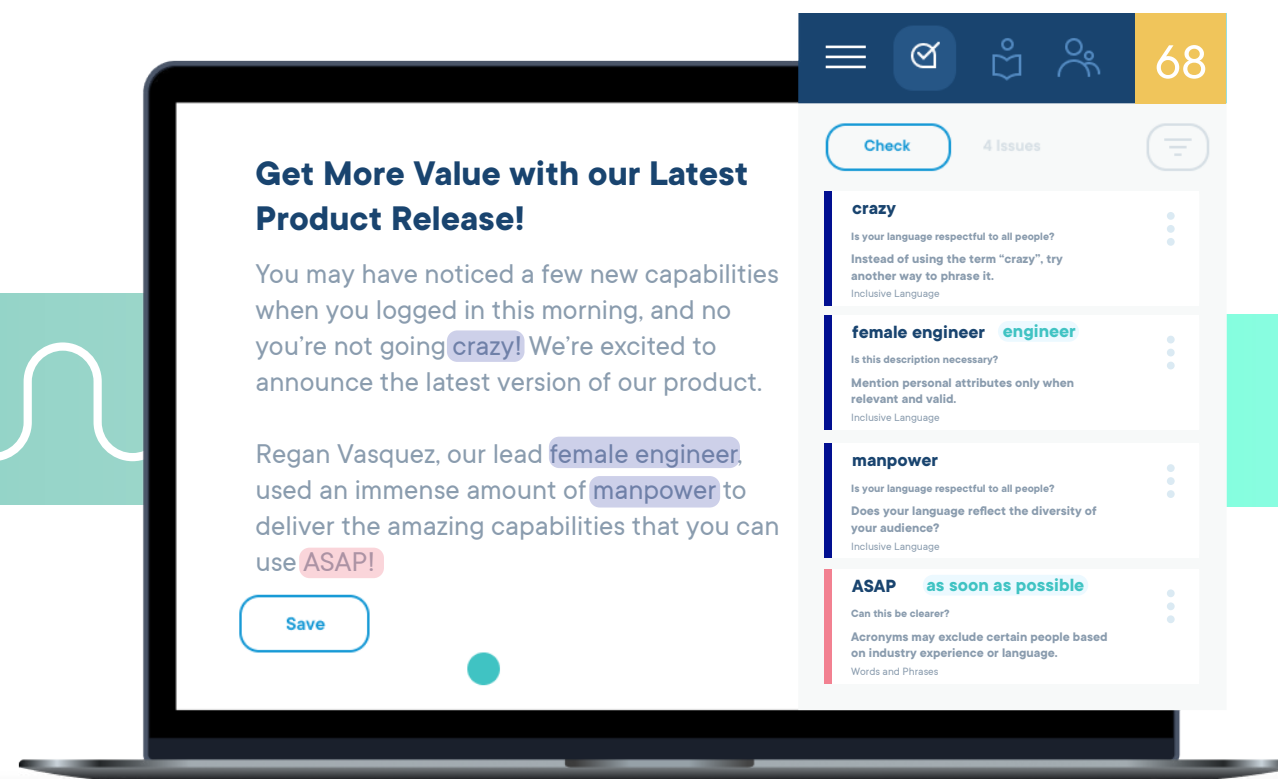 68
Get More Value with our Latest
Product Release!
You may have noticed a few new capabilities
when you logged in this morning, and no
you're not going crazy! We're excited to
announce the latest version of our product.
Regan Vasquez, our lead female engineer,
used an immense amount of manpower to
deliver the amazing capabilities that you can
use ASAP!
Save
Check
4 Issues
crazy
Is your language respectful to all people?
Instead of using the term “crazy”, try
another way to phrase it.
Inclusive Language
female engineer engineer
Is this description necessary?
Mention personal attributes only when
relevant and valid.
Inclusive Language
manpower
Is your language respectful to all people?
Does your language reflect the diversity of
your audience?
Inclusive Language
ASAP as soon as possible
Can this be clearer?
Acronyms may exclude certain people based
on industry experience or language.
Words and Phrases